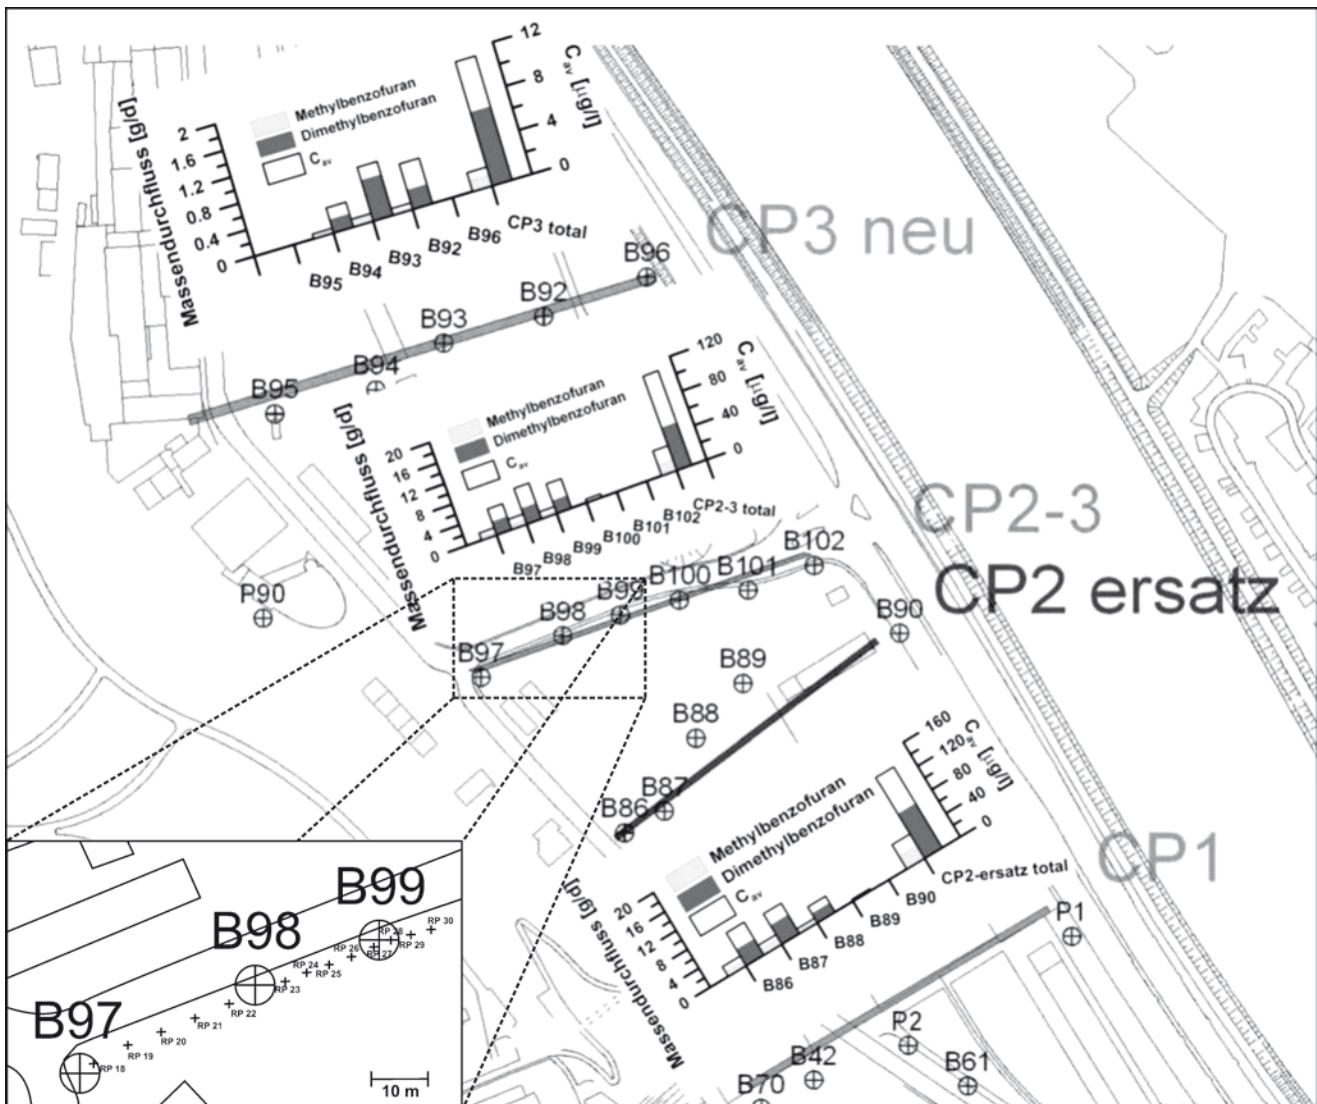 12
8
4
0
C av [µg/l]
Methylbenzofuran
Dimethylbenzofuran
C av
Massendurchfluss [g/d]
2
1.6
1.2
0.8
0.4
0
B95
B94
B93
B92
B96
CP3 total
CP3 neu
B96
B92
B93
B94
B95
120
80
40
0
C av [µg/l]
Methylbenzofuran
Dimethylbenzofuran
C av
Massendurchfluss [g/d]
20
16
12
8
4
0
B97
B98
B99
B100
B101
B102
CP2-3 total
CP2-3
CP2 ersatz
B102
B101
B100
B99
B98
B97
P90
B90
B89
B88
B87
B86
160
120
80
40
0
C av [µg/l]
Methylbenzofuran
Dimethylbenzofuran
C av
Massendurchfluss [g/d]
20
16
12
8
4
0
B86
B87
B88
B89
B90
CP2-ersatz total
CP1
P1
P2
B42
B61
B70
B99
B98
B97
RP 30
RP 29
RP 28
RP 27
RP 26
RP 25
RP 24
RP 23
RP 22
RP 21
RP 20
RP 19
RP 18
10 m